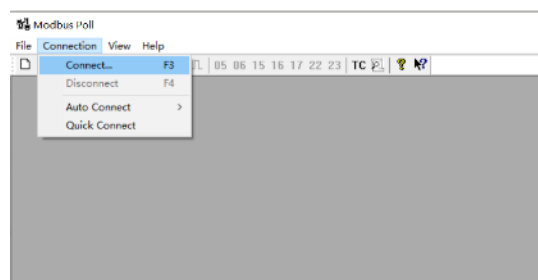 Modbus Poll
File Connection View Help
05 06 15 16 17 22 23 TC
Connect... F3
Disconnect F4
Auto Connect >
Quick Connect